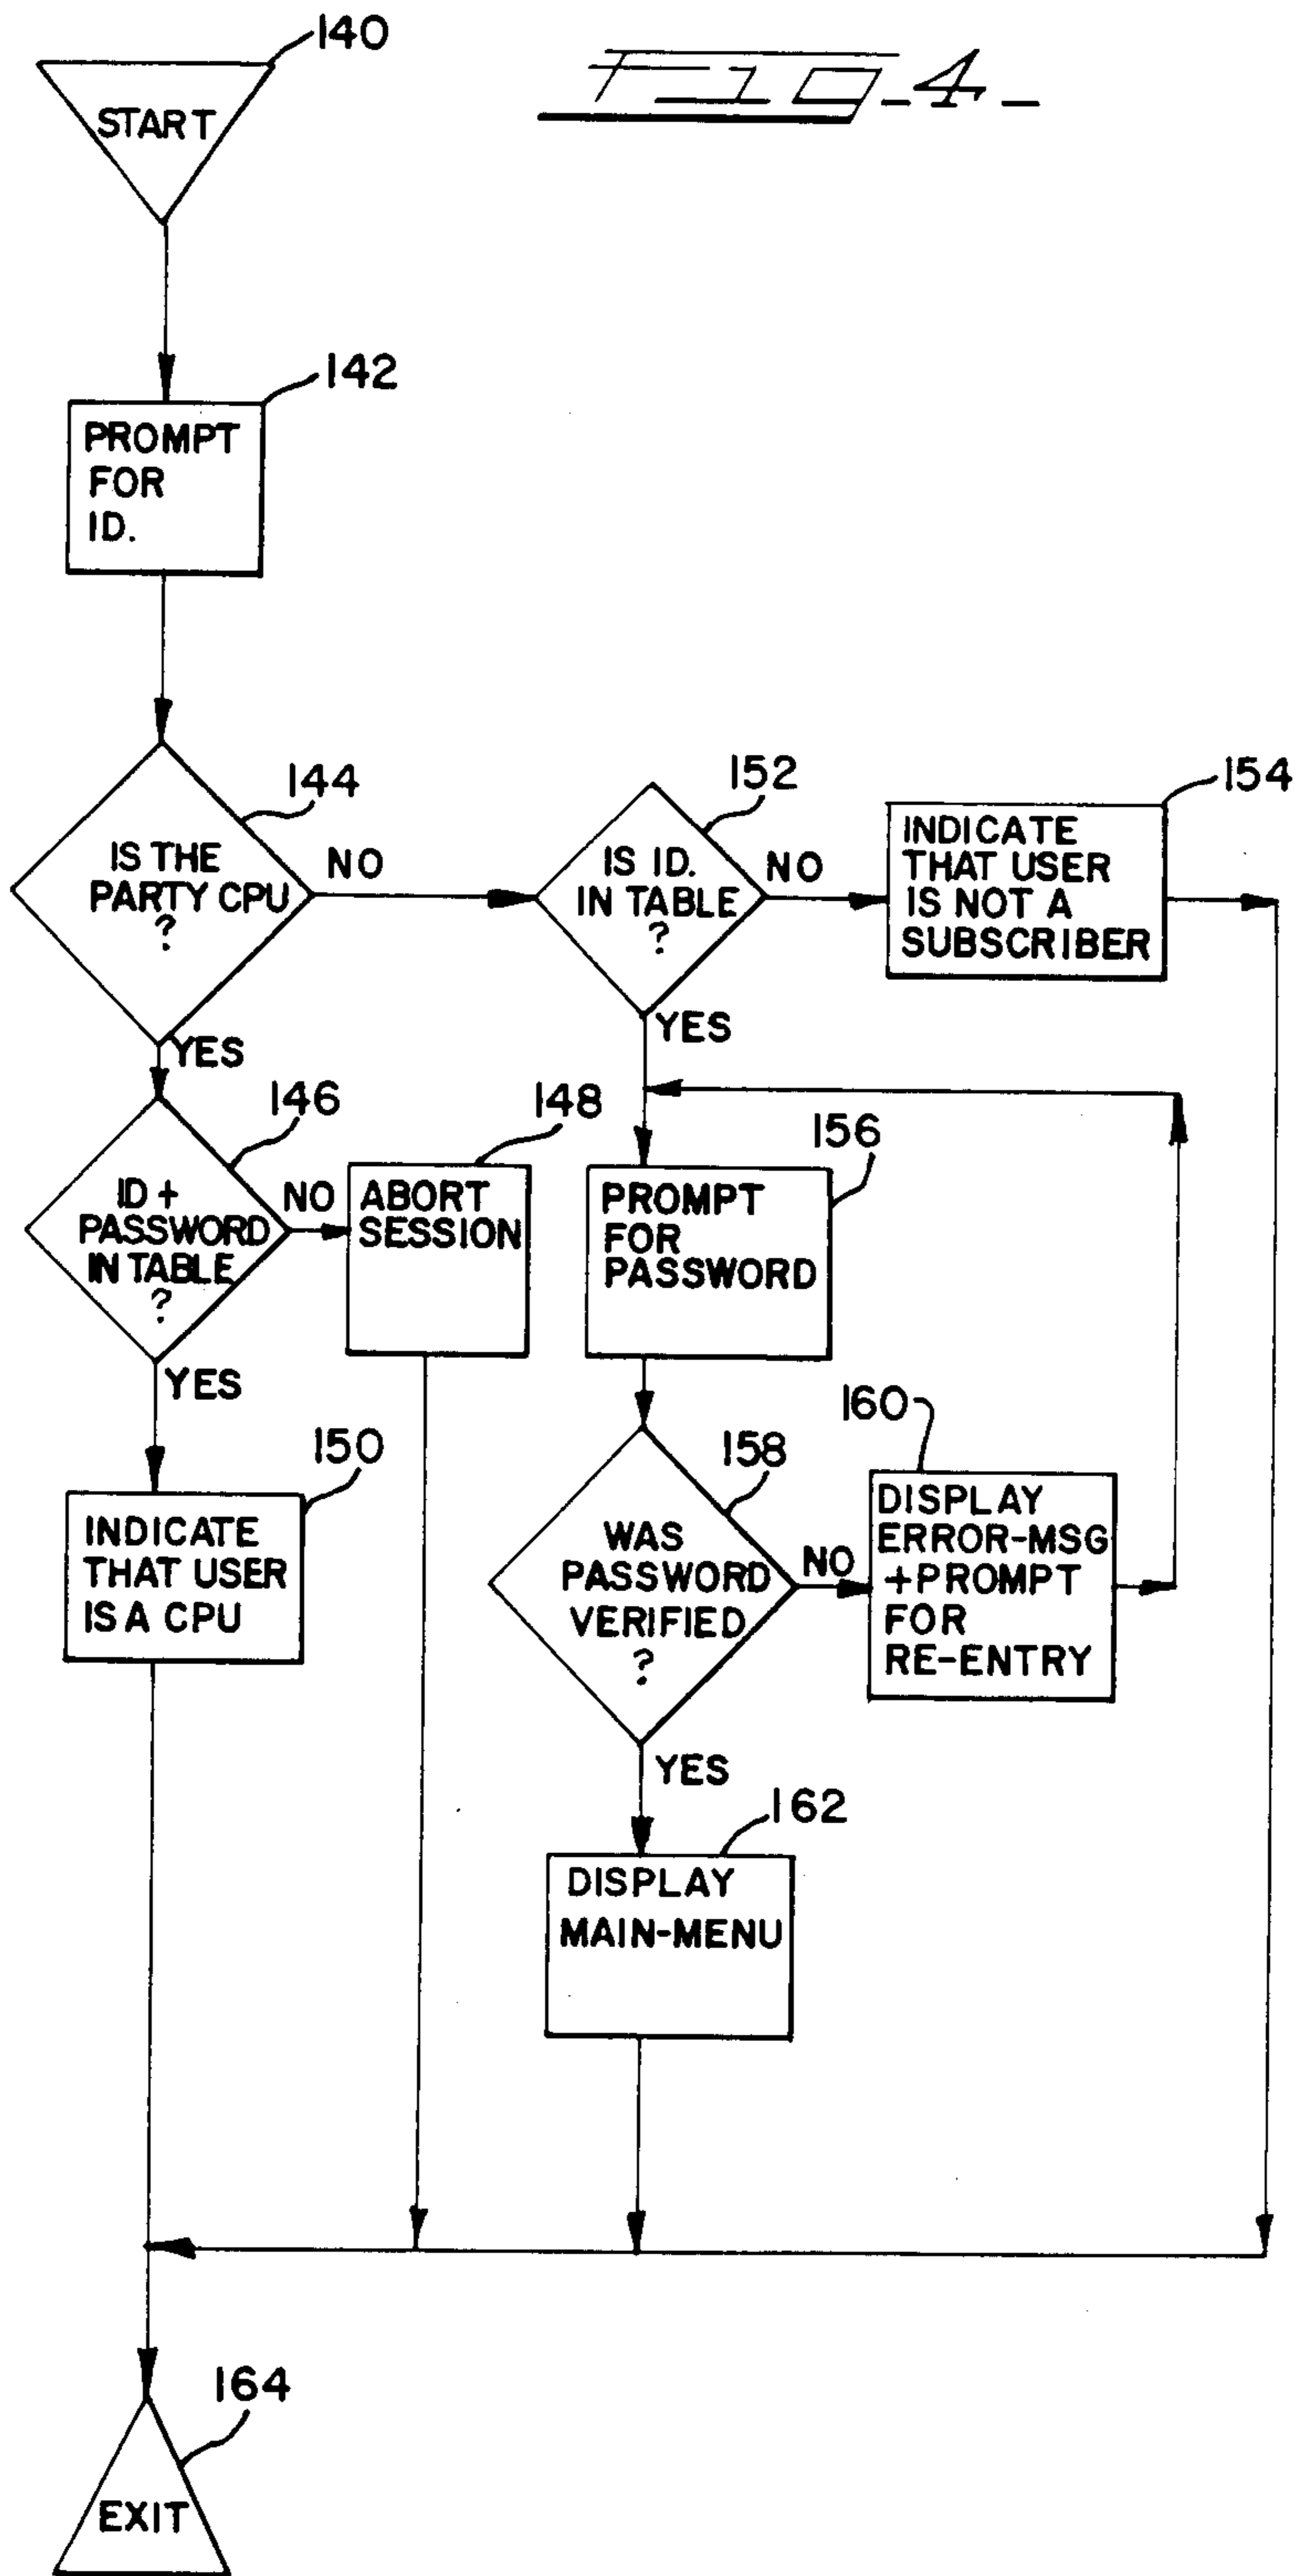 140
FIG-4-
START
142
PROMPT
FOR
ID.
144
IS THE
PARTY CPU
?
NO
YES
152
IS ID.
IN TABLE
?
NO
YES
154
INDICATE
THAT USER
IS NOT A
SUBSCRIBER
146
ID +
PASSWORD
IN TABLE
?
NO
YES
148
ABORT
SESSION
156
PROMPT
FOR
PASSWORD
150
INDICATE
THAT USER
IS A CPU
158
WAS
PASSWORD
VERIFIED
?
NO
YES
160
DISPLAY
ERROR-MSG
+PROMPT
FOR
RE-ENTRY
162
DISPLAY
MAIN-MENU
164
EXIT